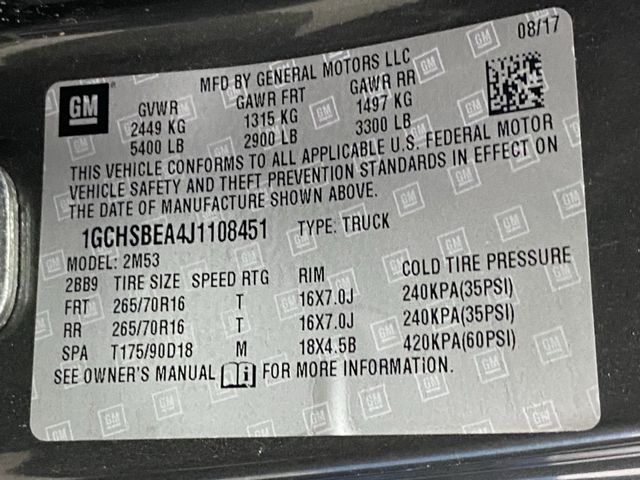 08/17
MFD BY GENERAL MOTORS LLC
GM
GVWR GAWR FRT GAWR RR
2449 KG 1315 KG 1497 KG
5400 LB 2900 LB 3300 LB
THIS VEHICLE CONFORMS TO ALL APPLICABLE U.S. FEDERAL MOTOR
VEHICLE SAFETY AND THEFT PREVENTION STANDARDS IN EFFECT ON
THE DATE OF MANUFACTURE SHOWN ABOVE.
1GCHSBEA4J1108451 TYPE: TRUCK
MODEL: 2M53
2BB9 TIRE SIZE SPEED RTG RIM COLD TIRE PRESSURE
FRT 265/70R16 T 16X7.0J 240KPA(35PSI)
RR 265/70R16 T 16X7.0J 240KPA(35PSI)
SPA T175/90D18 M 18X4.5B 420KPA(60PSI)
SEE OWNER'S MANUAL FOR MORE INFORMATION.